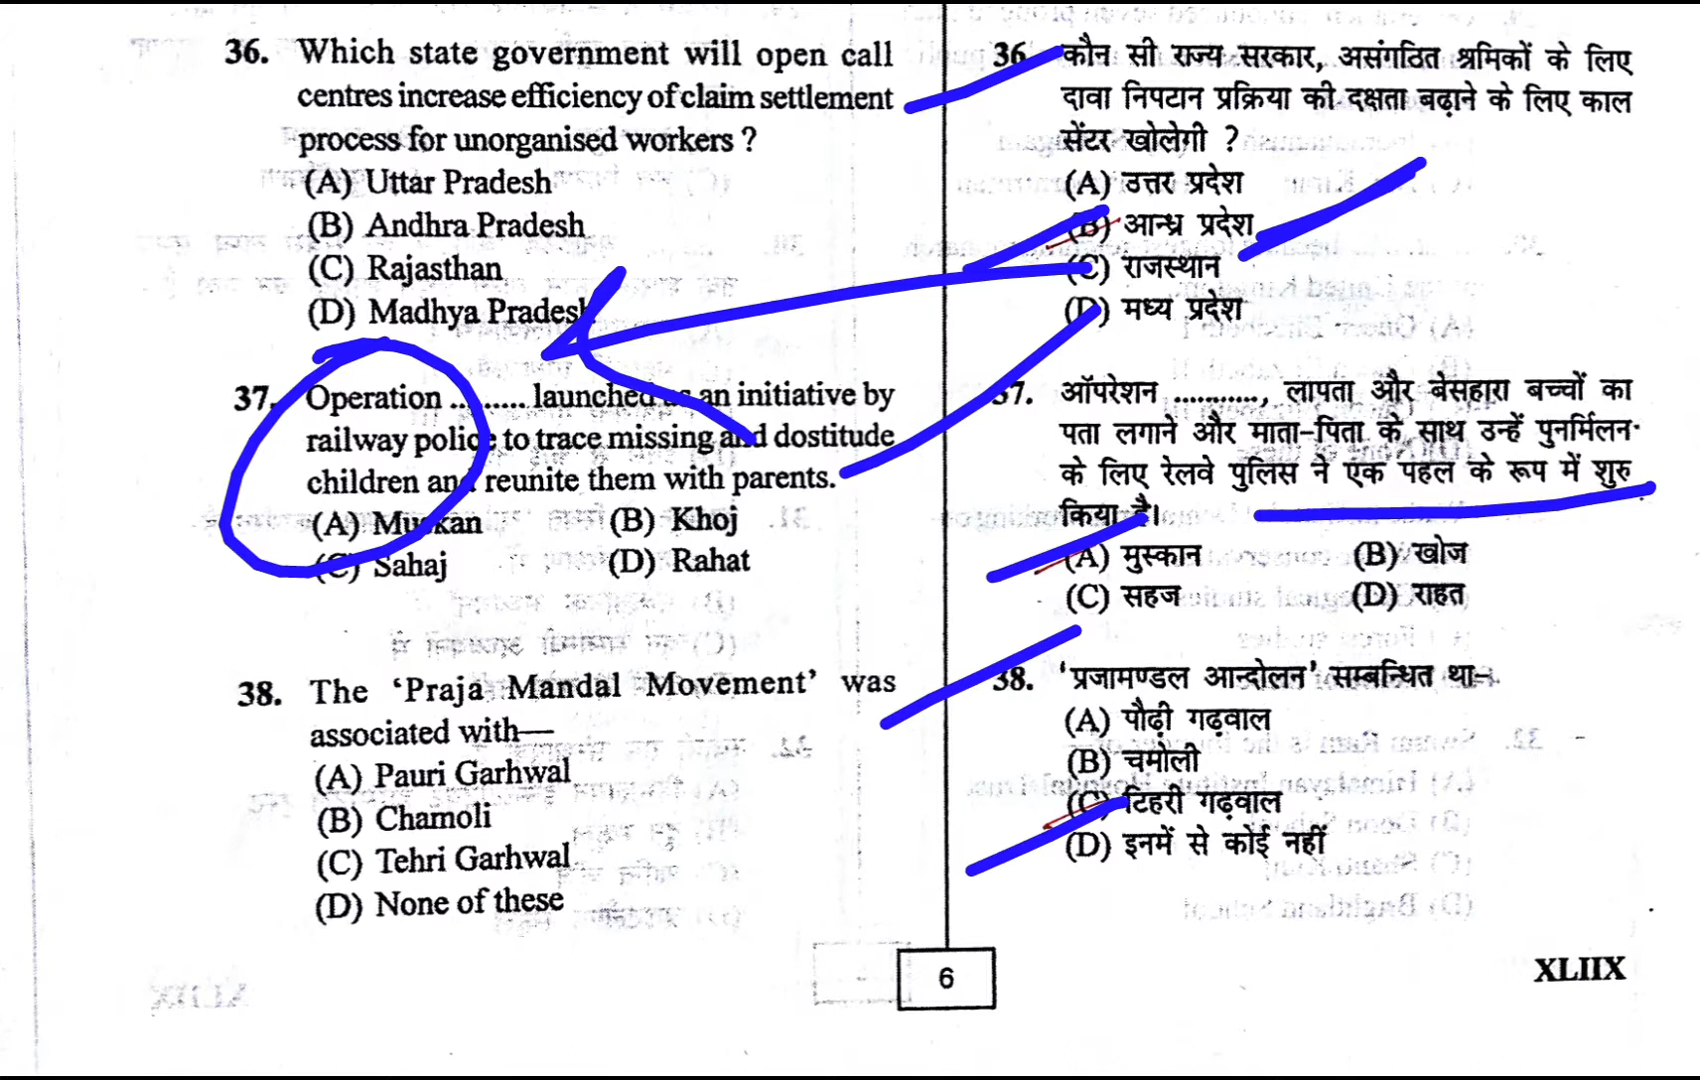 36. Which state government will open call
centres increase efficiency of claim settlement
process for unorganised workers ?
(A) Uttar Pradesh
(B) Andhra Pradesh
(C) Rajasthan
(D) Madhya Pradesh
37. Operation .......... launched as an initiative by
railway police to trace missing and dostitude
children and reunite them with parents.
(A) Muskan (B) Khoj
(C) Sahaj (D) Rahat
38. The ‘Praja Mandal Movement’ was
associated with—
(A) Pauri Garhwal
(B) Chamoli
(C) Tehri Garhwal
(D) None of these
36. कौन सी राज्य सरकार, असंगठित श्रमिकों के लिए
दावा निपटान प्रक्रिया की दक्षता बढ़ाने के लिए काल
सेंटर खोलेगी ?
(A) उत्तर प्रदेश
(B) आन्ध्र प्रदेश
(C) राजस्थान
(D) मध्य प्रदेश
37. ऑपरेशन ............, लापता और बेसहारा बच्चों का
पता लगाने और माता-पिता के साथ उन्हें पुनर्मिलन
के लिए रेलवे पुलिस ने एक पहल के रूप में शुरु
किया है।
(A) मुस्कान (B) खोज
(C) सहज (D) राहत
38. ‘प्रजामण्डल आन्दोलन’ सम्बन्धित था—
(A) पौढ़ी गढ़वाल
(B) चमोली
(C) टिहरी गढ़वाल
(D) इनमें से कोई नहीं
6
XLIIX